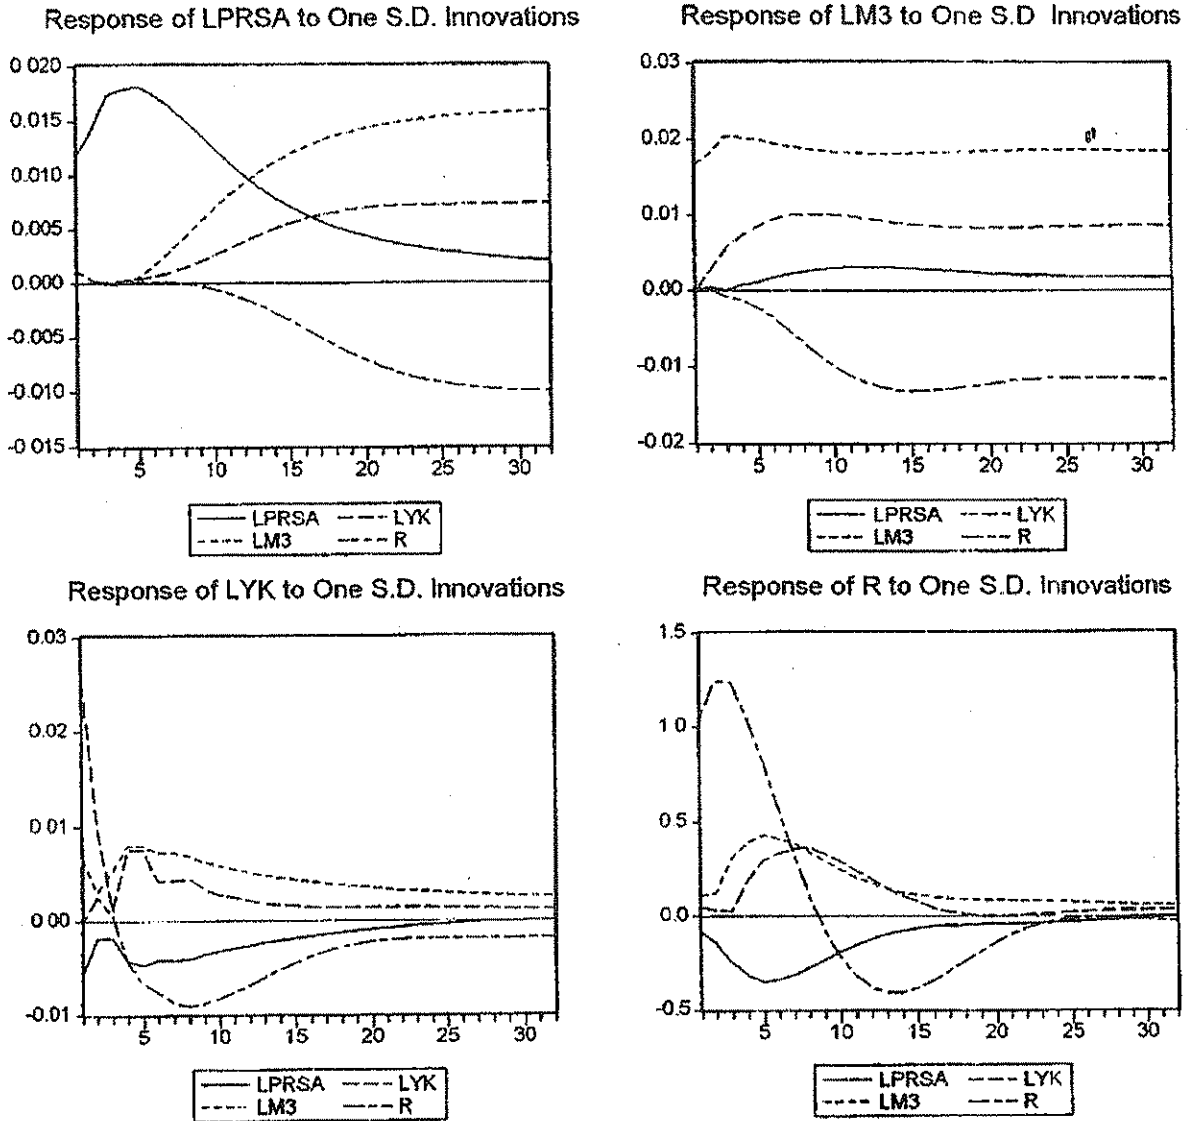 Response of LPRSA to One S.D. Innovations
0.020
0.015
0.010
0.005
0.000
-0.005
-0.010
-0.015
5 10 15 20 25 30
LPRSA LYK
LM3 R
Response of LM3 to One S.D Innovations
0.03
0.02
0.01
0.00
-0.01
-0.02
5 10 15 20 25 30
LPRSA LYK
LM3 R
Response of LYK to One S.D. Innovations
0.03
0.02
0.01
0.00
-0.01
5 10 15 20 25 30
LPRSA LYK
LM3 R
Response of R to One S.D. Innovations
1.5
1.0
0.5
0.0
-0.5
5 10 15 20 25 30
LPRSA LYK
LM3 R